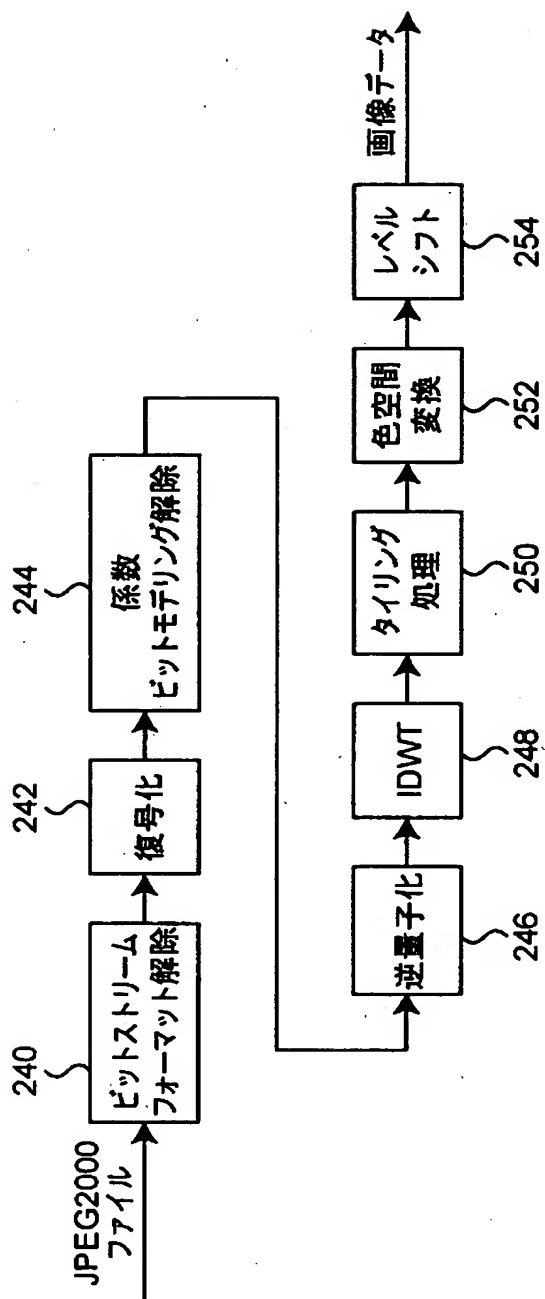 JPEG2000
ファイル
240
ビットストリーム
フォーマット解除
242
復号化
244
係数
ビットモデリング解除
逆量子化
246
IDWT
248
タイリング
処理
250
色空間
変換
252
レベル
シフト
254
画像データ